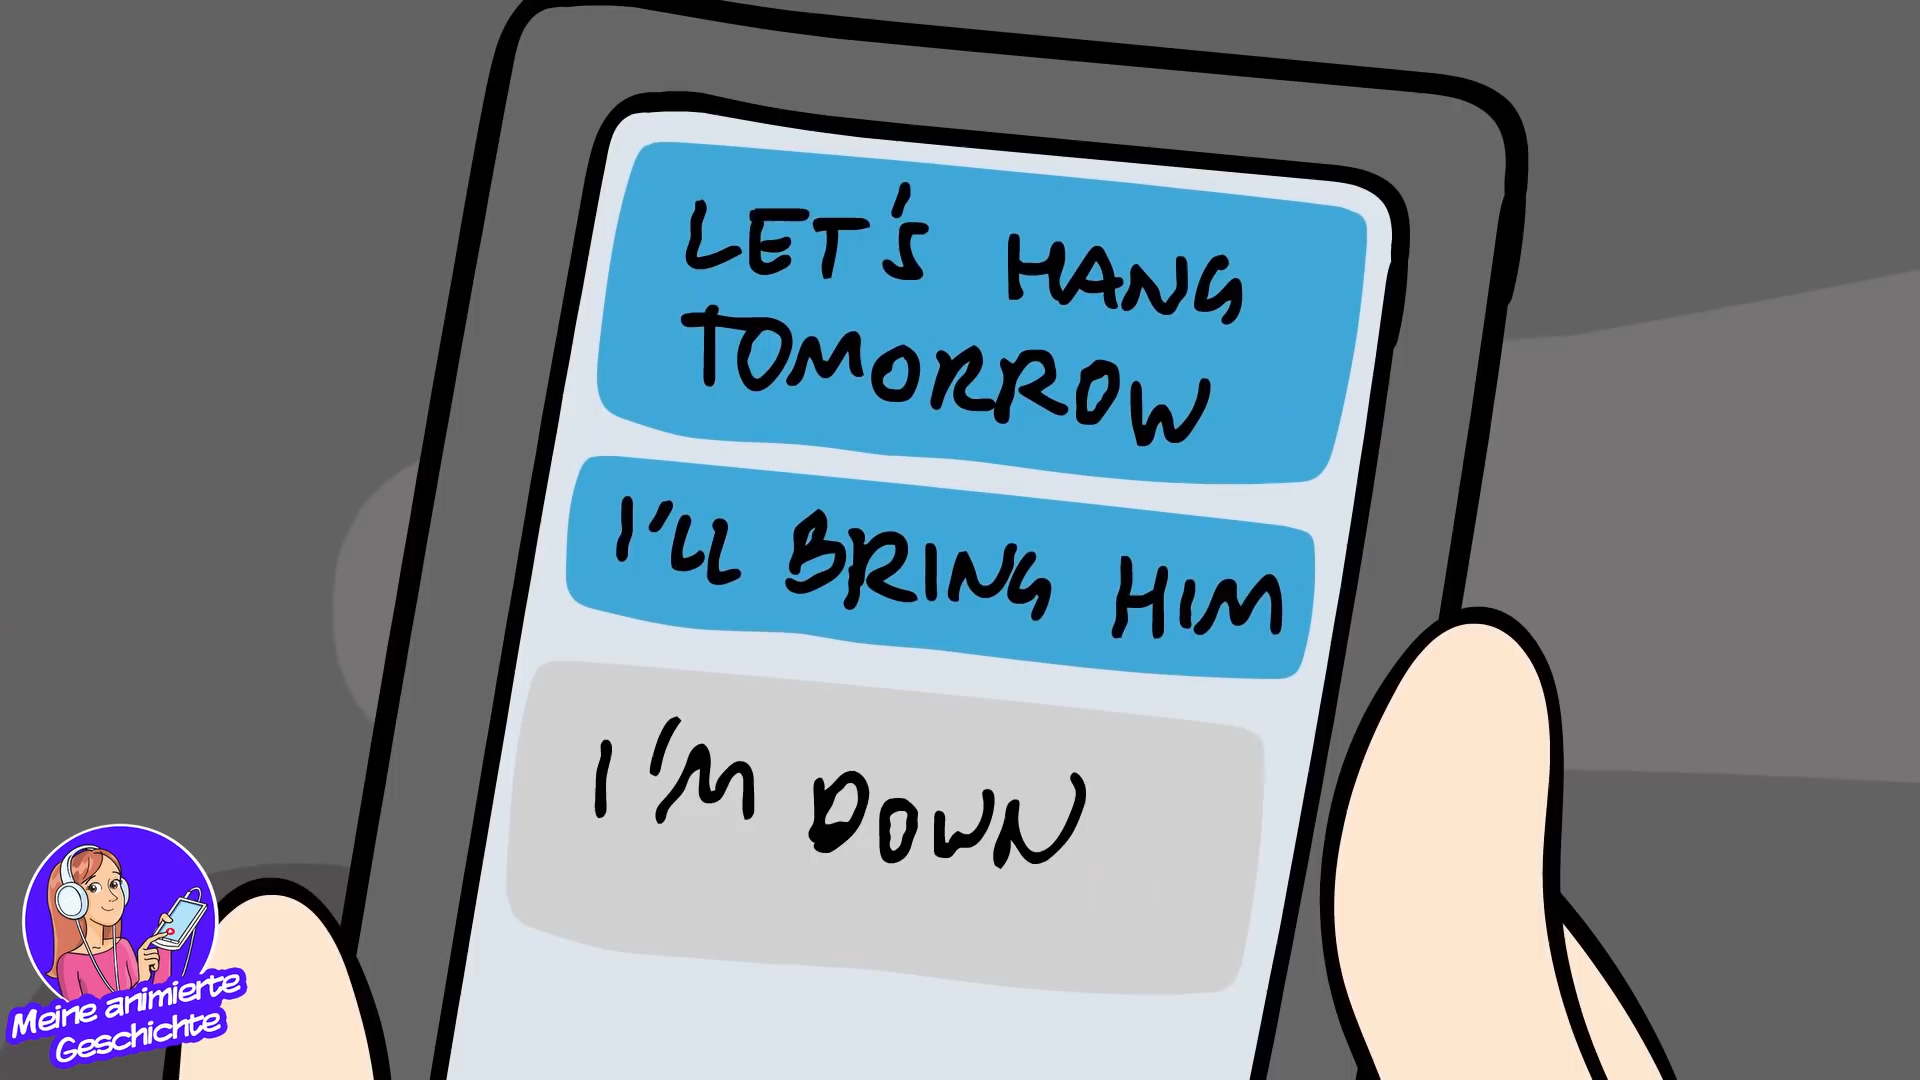 LET'S HANG
TOMORROW
I'LL BRING HIM
I'M DOWN
Meine animierte
Geschichte